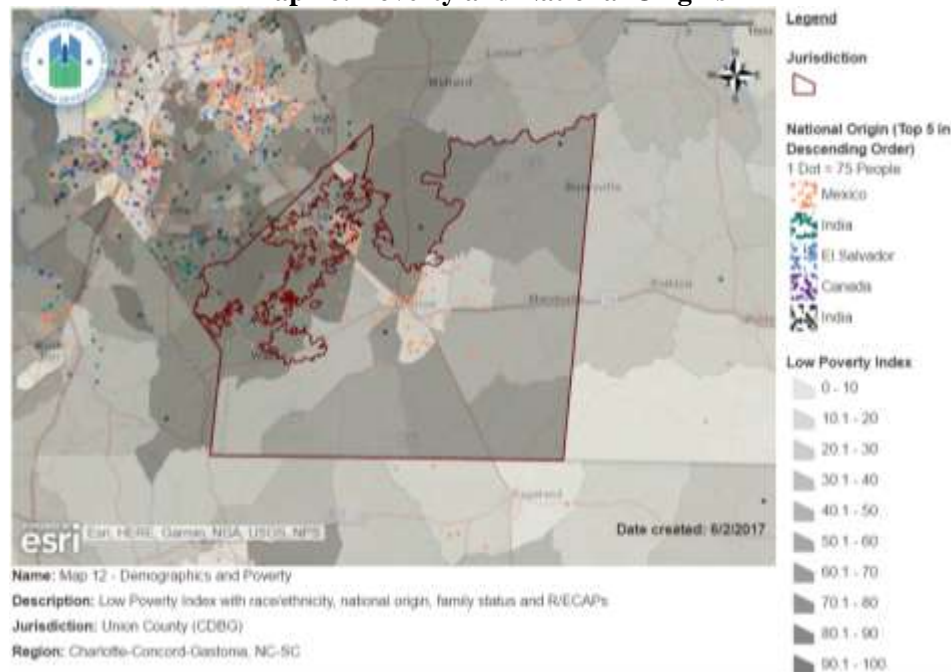 Legend
Jurisdiction
National Origin (Top 5 in
Descending Order)
1 Dot = 75 People
Mexico
India
El Salvador
Canada
India
Low Poverty Index
0 - 10
10.1 - 20
20.1 - 30
30.1 - 40
40.1 - 50
50.1 - 60
60.1 - 70
70.1 - 80
80.1 - 90
90.1 - 100
Midland
Pageland
esri Esri, HERE, Garmin, NGA, USGS, NPS
Date created: 6/2/2017
Name: Map 12 - Demographics and Poverty
Description: Low Poverty Index with race/ethnicity, national origin, family status and R/ECAPs
Jurisdiction: Union County (CDBG)
Region: Charlotte-Concord-Gastonia, NC-SC